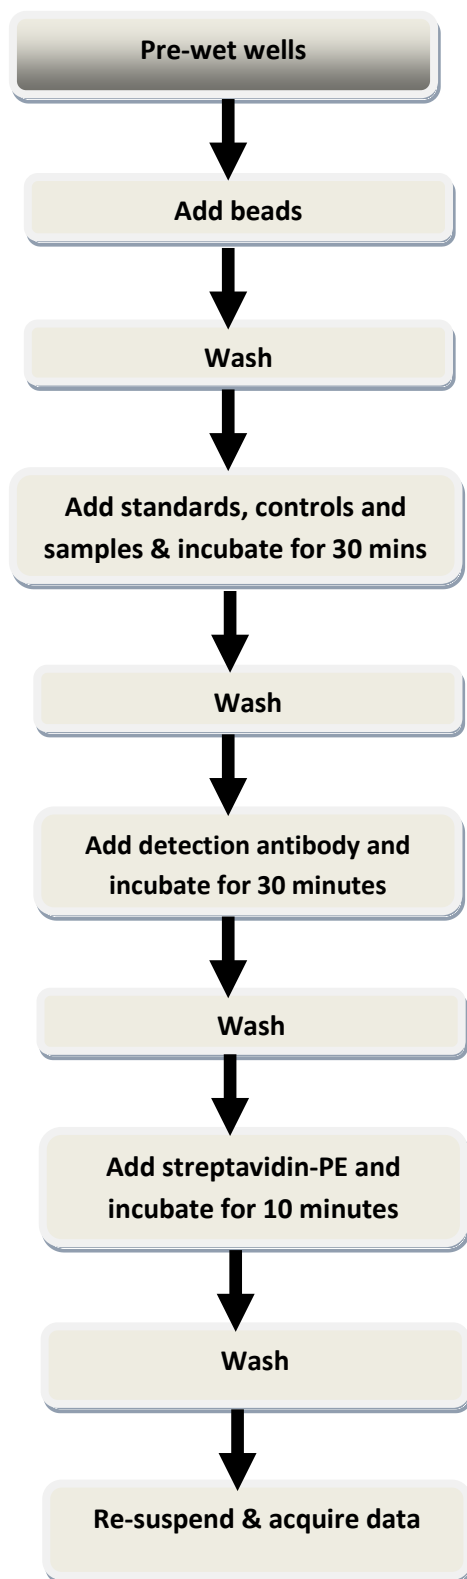 Pre-wet wells
Add beads
Wash
Add standards, controls and
samples & incubate for 30 mins
Wash
Add detection antibody and
incubate for 30 minutes
Wash
Add streptavidin-PE and
incubate for 10 minutes
Wash
Re-suspend & acquire data